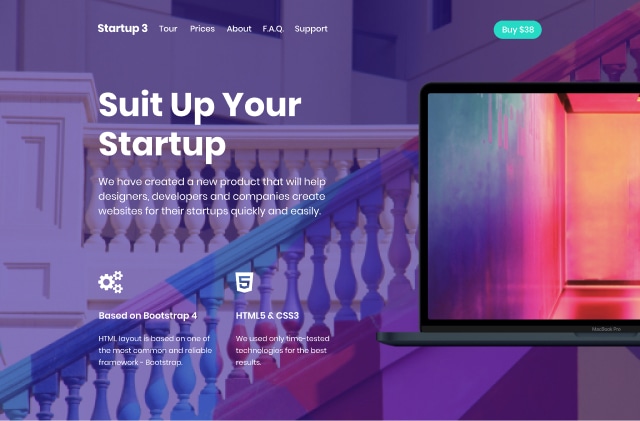 Startup 3 Tour Prices About F.A.Q. Support Buy $38
Suit Up Your
Startup
We have created a new product that will help
designers, developers and companies create
websites for their startups quickly and easily.
Based on Bootstrap 4
HTML layout is based on one of
the most common and reliable
framework - Bootstrap.
HTML5 & CSS3
We used only time-tested
technologies for the best
results.
MacBook Pro